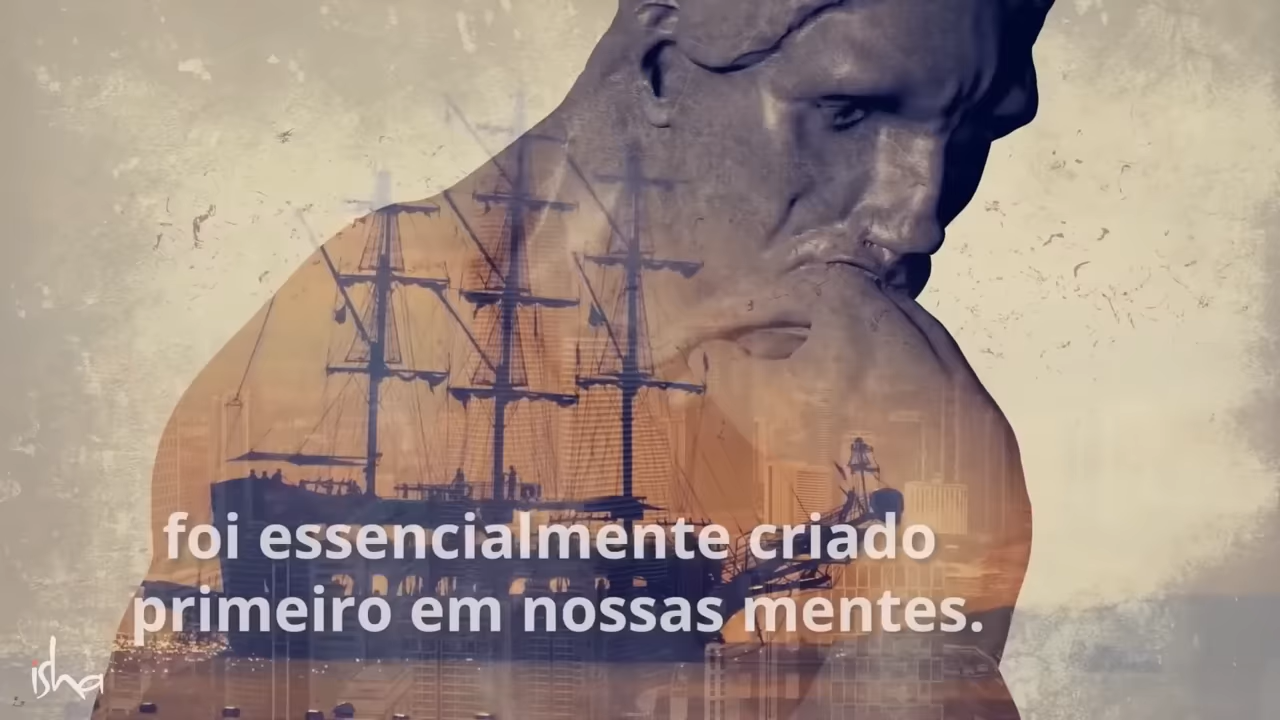 foi essencialmente criado
primeiro em nossas mentes.
isha